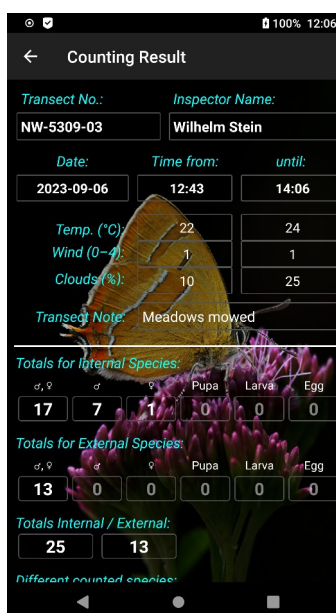 100% 12:06
Counting Result
Transect No.: Inspector Name:
NW-5309-03 Wilhelm Stein
Date: Time from: until:
2023-09-06 12:43 14:06
Temp. (°C): 22 24
Wind (0–4): 1 1
Clouds (%): 10 25
Transect Note: Meadows mowed
Totals for Internal Species:
♂, ♀ ♂ ♀ Pupa Larva Egg
17 7 1 0 0 0
Totals for External Species:
♂, ♀ ♂ ♀ Pupa Larva Egg
13 0 0 0 0 0
Totals Internal / External:
25 13
Different counted species: